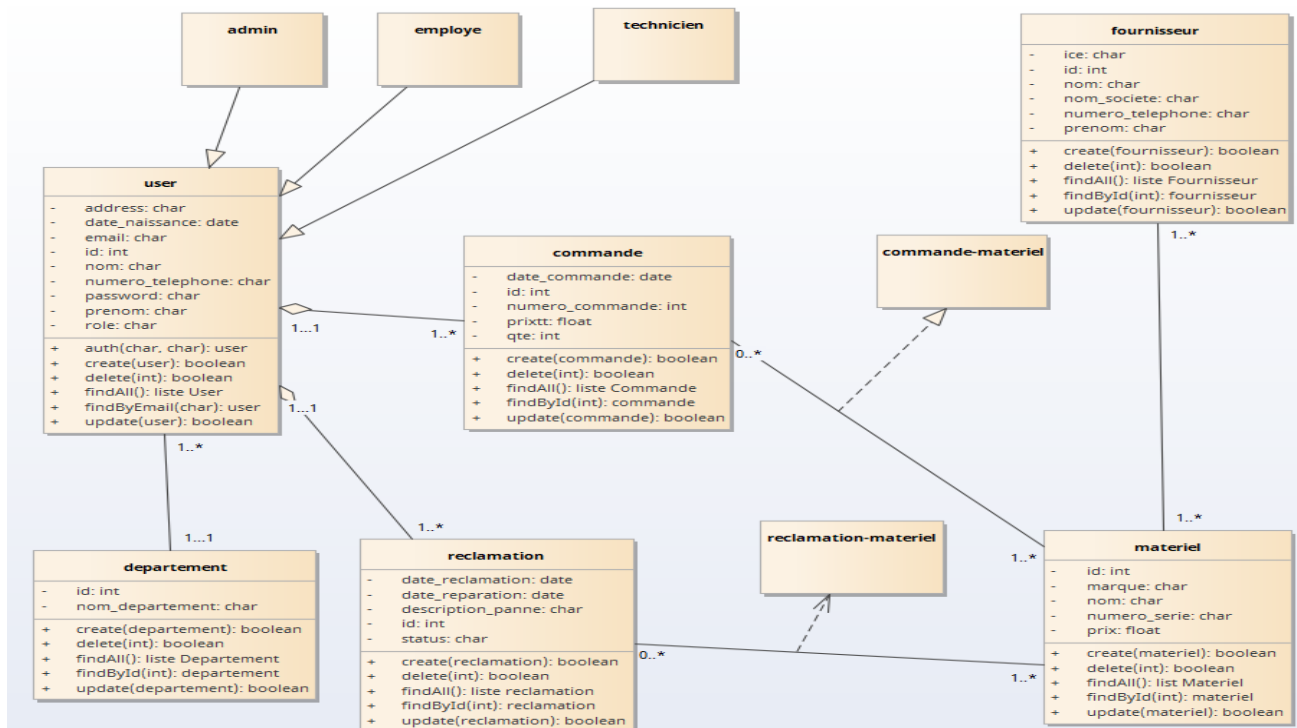 admin
employe
technicien
fournisseur
- ice: char
- id: int
- nom: char
- nom_societe: char
- numero_telephone: char
- prenom: char
+ create(fournisseur): boolean
+ delete(int): boolean
+ findAll(): liste Fournisseur
+ findById(int): fournisseur
+ update(fournisseur): boolean
1..*
user
- address: char
- date_naissance: date
- email: char
- id: int
- nom: char
- numero_telephone: char
- password: char
- prenom: char
- role: char
+ auth(char, char): user
+ create(user): boolean
+ delete(int): boolean
+ findAll(): liste User
+ findByEmail(char): user
+ update(user): boolean
1...1
1..*
1...1
1..*
commande
- date_commande: date
- id: int
- numero_commande: int
- prixtt: float
- qte: int
+ create(commande): boolean
+ delete(int): boolean
+ findAll(): liste Commande
+ findById(int): commande
+ update(commande): boolean
0..*
commande-materiel
1...1
departement
- id: int
- nom_departement: char
+ create(departement): boolean
+ delete(int): boolean
+ findAll(): liste Departement
+ findById(int): departement
+ update(departement): boolean
1..*
reclamation
- date_reclamation: date
- date_reparation: date
- description_panne: char
- id: int
- status: char
+ create(reclamation): boolean
+ delete(int): boolean
+ findAll(): liste reclamation
+ findById(int): reclamation
+ update(reclamation): boolean
0..*
reclamation-materiel
1..*
1..*
1..*
materiel
- id: int
- marque: char
- nom: char
- numero_serie: char
- prix: float
+ create(materiel): boolean
+ delete(int): boolean
+ findAll(): list Materiel
+ findById(int): materiel
+ update(materiel): boolean